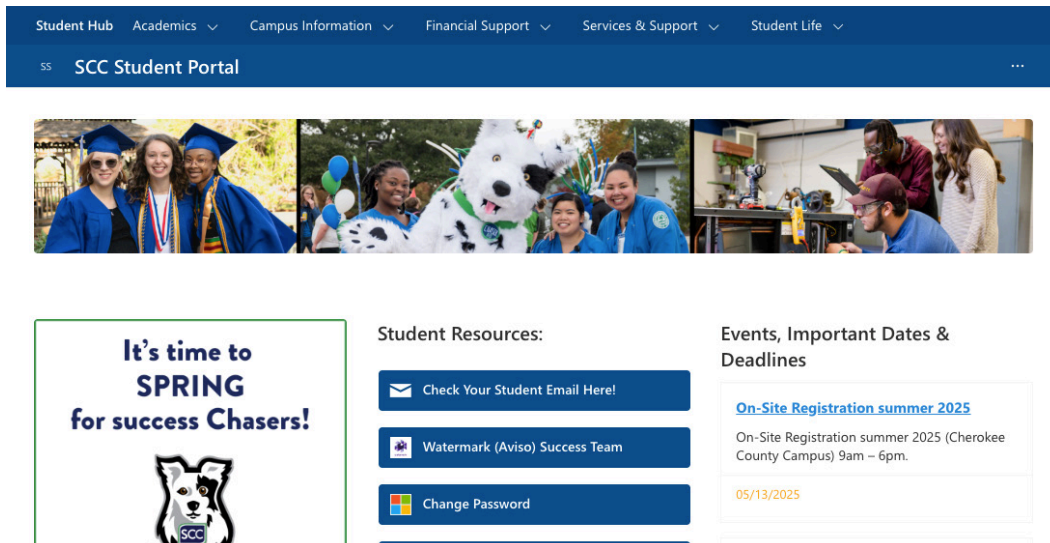 Student Hub Academics Campus Information Financial Support Services & Support Student Life
SS SCC Student Portal ...
It's time to
SPRING
for success Chasers!
SCC
Student Resources:
Check Your Student Email Here!
Watermark (Aviso) Success Team
Change Password
Events, Important Dates &
Deadlines
On-Site Registration summer 2025
On-Site Registration summer 2025 (Cherokee
County Campus) 9am – 6pm.
05/13/2025